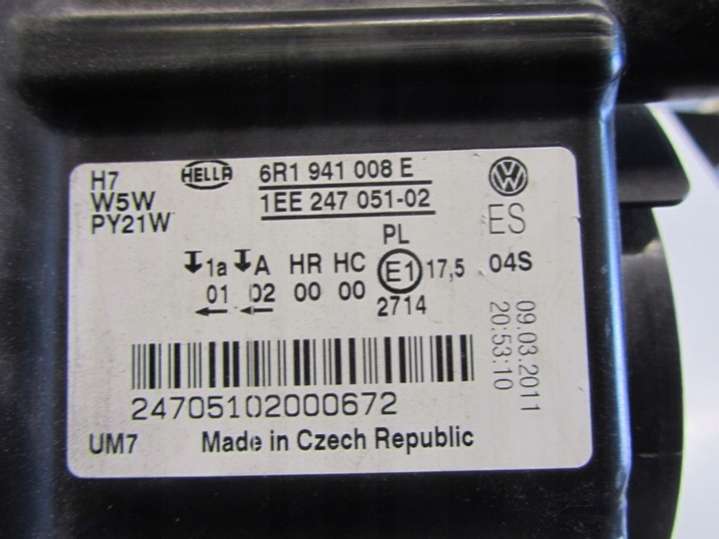 H7
W5W
PY21W
HELLA
6R1 941 008 E
1EE 247 051-02
ES
1a A HR HC
01 02 00 00
PL
E1 17,5
2714
04S
09.03.2011
20:53:10
24705102000672
UM7 Made in Czech Republic